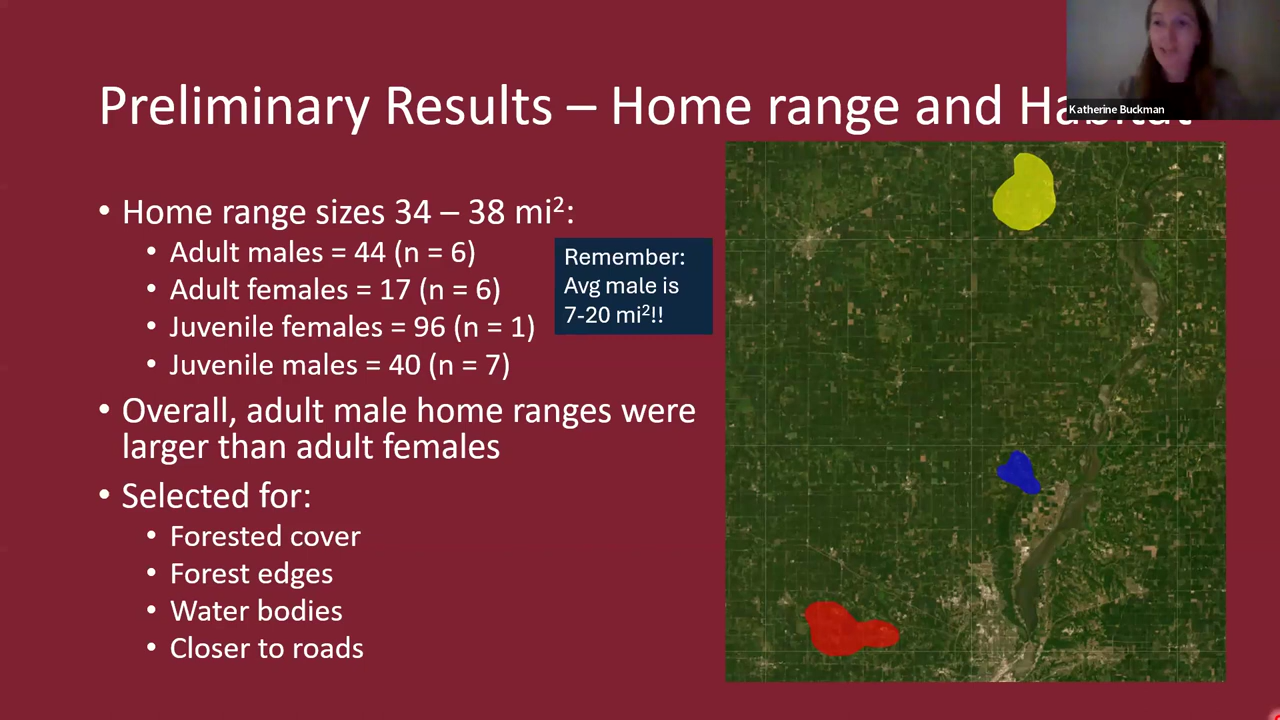 Katherine Buckman
Preliminary Results – Home range and Habitat
• Home range sizes 34 – 38 mi²:
• Adult males = 44 (n = 6)
• Adult females = 17 (n = 6)
• Juvenile females = 96 (n = 1)
• Juvenile males = 40 (n = 7)
Remember:
Avg male is
7-20 mi²!!
• Overall, adult male home ranges were
larger than adult females
• Selected for:
• Forested cover
• Forest edges
• Water bodies
• Closer to roads